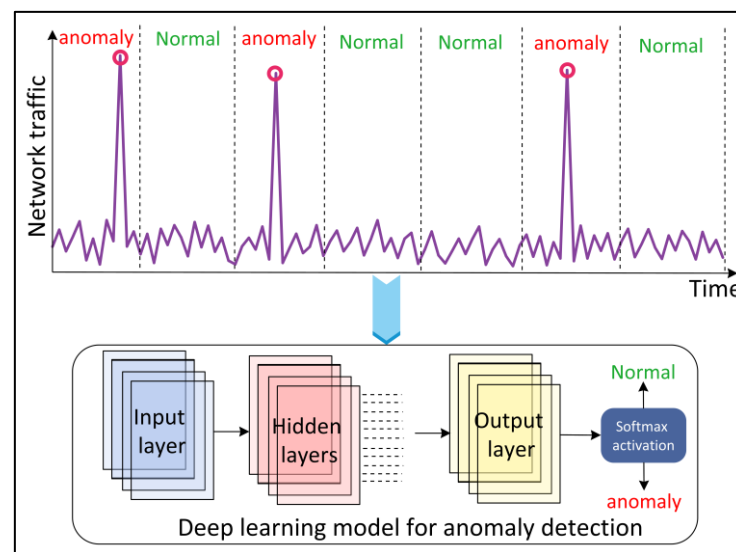 anomaly Normal anomaly Normal Normal anomaly Normal
Network traffic
Time
Input
layer
Hidden
layers
Output
layer
Normal
Softmax
activation
anomaly
Deep learning model for anomaly detection